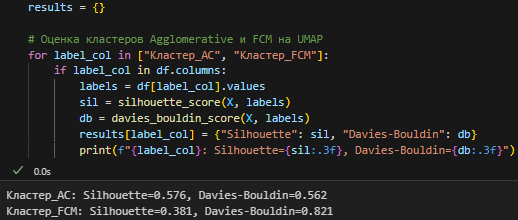 results = {}
# Оценка кластеров Agglomerative и FCM на UMAP
for label_col in ["Кластер_AC", "Кластер_FCM"]:
if label_col in df.columns:
labels = df[label_col].values
sil = silhouette_score(X, labels)
db = davies_bouldin_score(X, labels)
results[label_col] = {"Silhouette": sil, "Davies-Bouldin": db}
print(f"{label_col}: Silhouette={sil:.3f}, Davies-Bouldin={db:.3f}")
0.0s
Кластер_AC: Silhouette=0.576, Davies-Bouldin=0.562
Кластер_FCM: Silhouette=0.381, Davies-Bouldin=0.821